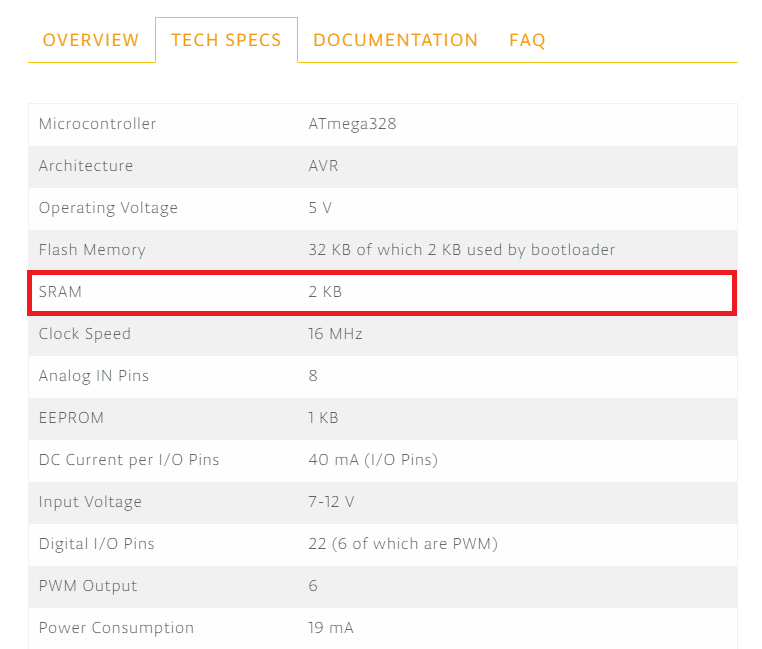 OVERVIEW TECH SPECS DOCUMENTATION FAQ
Microcontroller ATmega328
Architecture AVR
Operating Voltage 5 V
Flash Memory 32 KB of which 2 KB used by bootloader
SRAM 2 KB
Clock Speed 16 MHz
Analog IN Pins 8
EEPROM 1 KB
DC Current per I/O Pins 40 mA (I/O Pins)
Input Voltage 7-12 V
Digital I/O Pins 22 (6 of which are PWM)
PWM Output 6
Power Consumption 19 mA